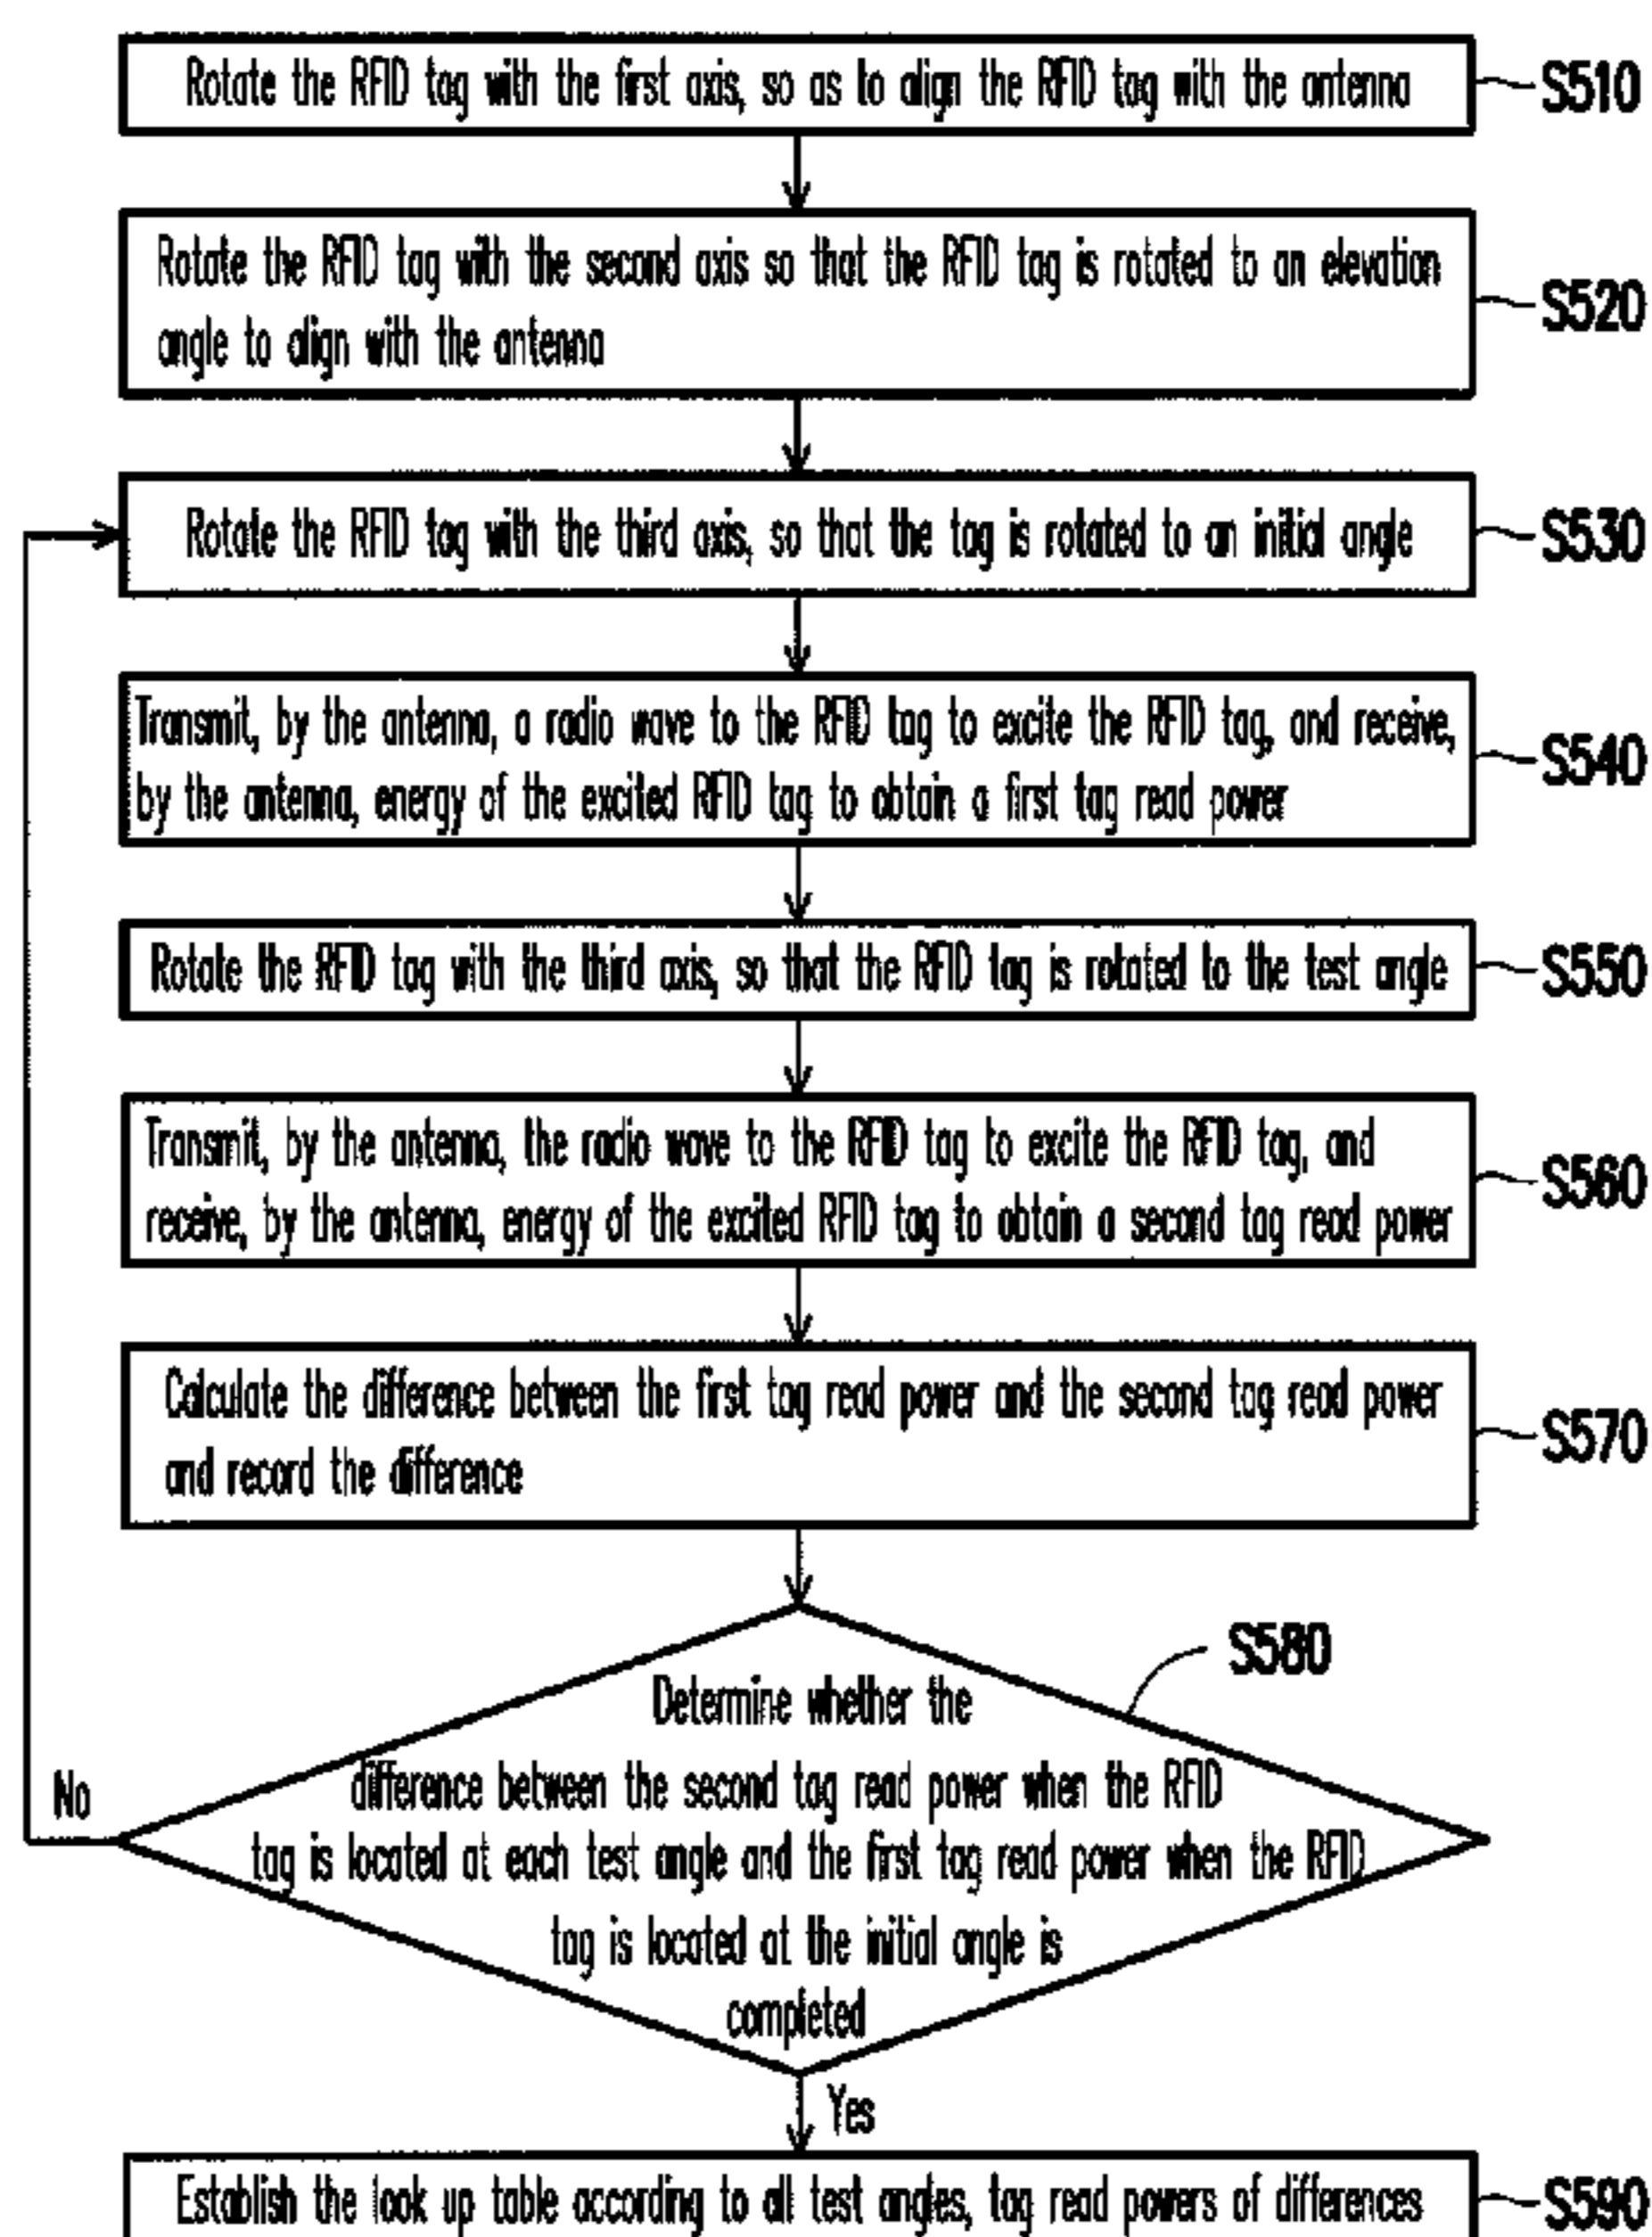 Rotate the RFID tag with the first axis, so as to align the RFID tag with the antenna
S510
Rotate the RFID tag with the second axis so that the RFID tag is rotated to an elevation
angle to align with the antenna
S520
Rotate the RFID tag with the third axis, so that the tag is rotated to an initial angle
S530
Transmit, by the antenna, a radio wave to the RFID tag to excite the RFID tag, and receive,
by the antenna, energy of the excited RFID tag to obtain a first tag read power
S540
Rotate the RFID tag with the third axis, so that the RFID tag is rotated to the test angle
S550
Transmit, by the antenna, the radio wave to the RFID tag to excite the RFID tag, and
receive, by the antenna, energy of the excited RFID tag to obtain a second tag read power
S560
Calculate the difference between the first tag read power and the second tag read power
and record the difference
S570
S580
Determine whether the
difference between the second tag read power when the RFID
tag is located at each test angle and the first tag read power when the RFID
tag is located at the initial angle is
completed
No
Yes
Establish the look up table according to all test angles, tag read powers of differences
S590